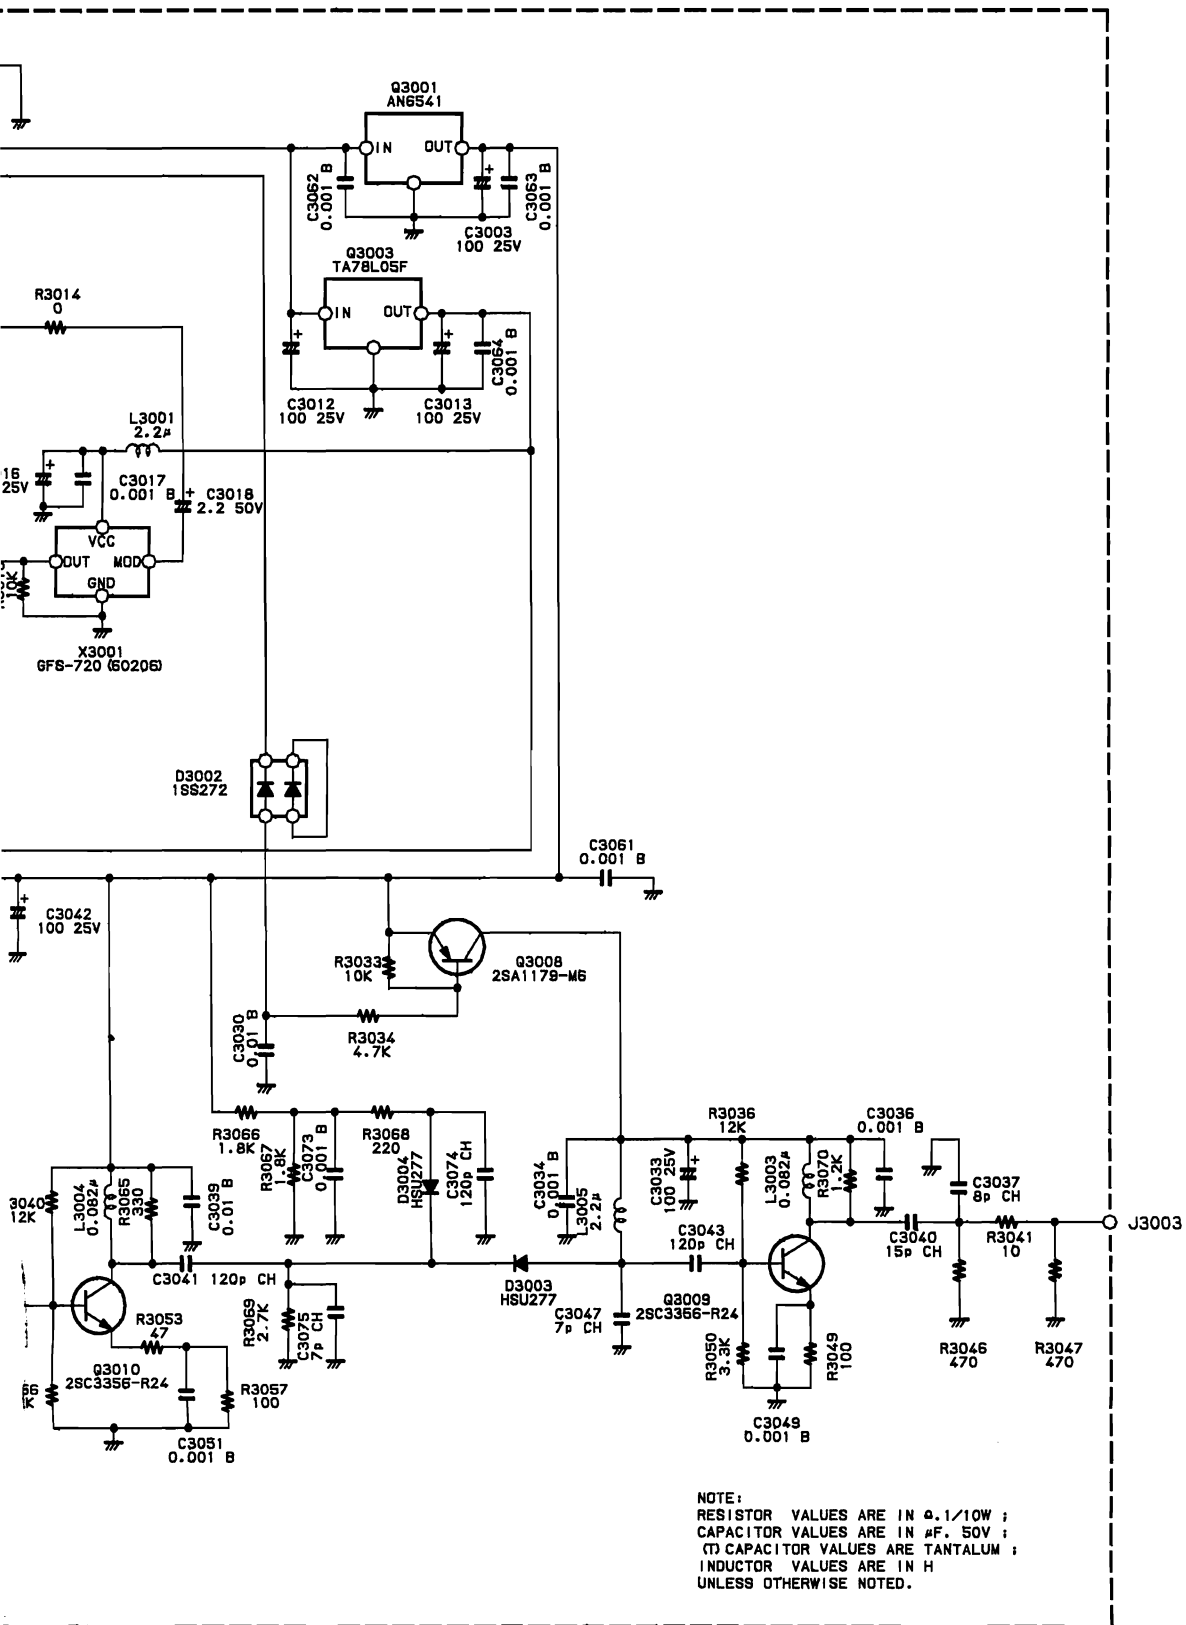 Q3001
AN6541
IN
OUT
C3062
0.001 B
C3003
100 25V
C3063
0.001 B
Q3003
TA78L05F
IN
OUT
C3064
0.001 B
C3012
100 25V
C3013
100 25V
R3014
0
L3001
2.2μ
16
25V
C3017
0.001 B
C3018
2.2 50V
VCC
OUT
MOD
GND
10K
X3001
GFS-720 (60206)
D3002
1SS272
C3061
0.001 B
C3042
100 25V
R3033
10K
Q3008
2SA1179-M6
C3030
0.01 B
R3034
4.7K
R3066
1.8K
R3067
1.8K
C3073
0.001 B
R3068
220
D3004
HSU277
C3074
120p CH
C3034
0.001 B
L3005
2.2μ
C3033
100 25V
R3036
12K
L3003
0.082μ
R3070
1.2K
C3036
0.001 B
C3037
8p CH
3040
12K
L3004
0.082μ
R3065
330
C3039
0.01 B
C3041 120p CH
C3043
120p CH
C3040
15p CH
R3041
10
J3003
D3003
HSU277
R3069
2.7K
C3075
7p CH
C3047
7p CH
Q3009
2SC3356-R24
R3053
47
Q3010
2SC3356-R24
R3057
100
C3051
0.001 B
R3050
3.3K
R3049
100
C3049
0.001 B
R3046
470
R3047
470
NOTE:
RESISTOR VALUES ARE IN Ω.1/10W ;
CAPACITOR VALUES ARE IN μF. 50V ;
(T) CAPACITOR VALUES ARE TANTALUM ;
INDUCTOR VALUES ARE IN H
UNLESS OTHERWISE NOTED.